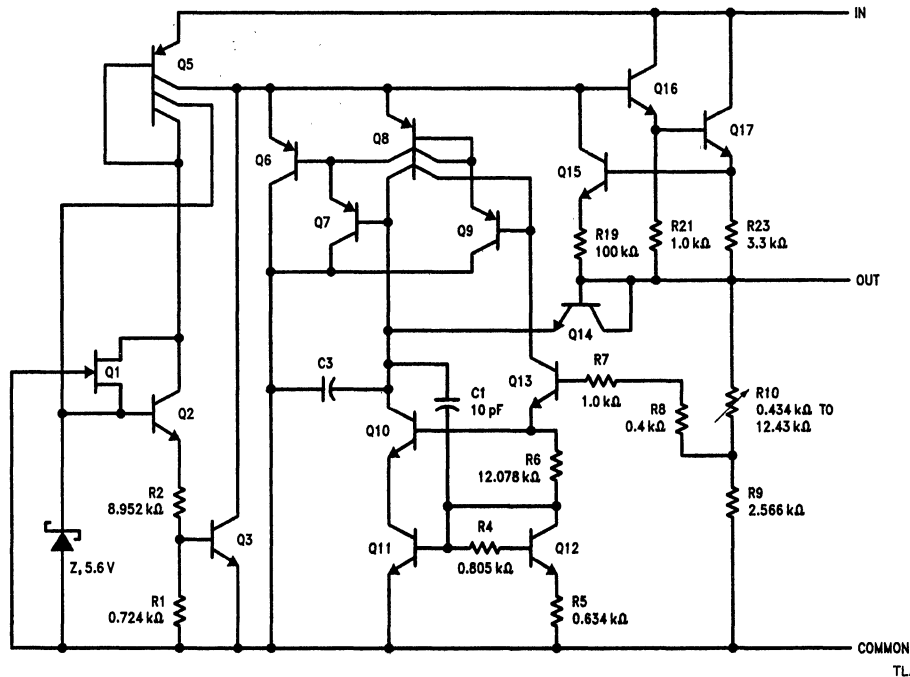 IN
Q5
Q16
Q17
Q8
Q6
Q15
Q7
Q9
R19
100 kΩ
R21
1.0 kΩ
R23
3.3 kΩ
OUT
Q14
Q1
C3
C1
10 pF
Q13
R7
1.0 kΩ
R8
0.4 kΩ
R10
0.434 kΩ TO
12.43 kΩ
Q2
Q10
R6
12.078 kΩ
R2
8.952 kΩ
R9
2.566 kΩ
Q3
Q11
R4
0.805 kΩ
Q12
Z, 5.6 V
R1
0.724 kΩ
R5
0.634 kΩ
COMMON
TL